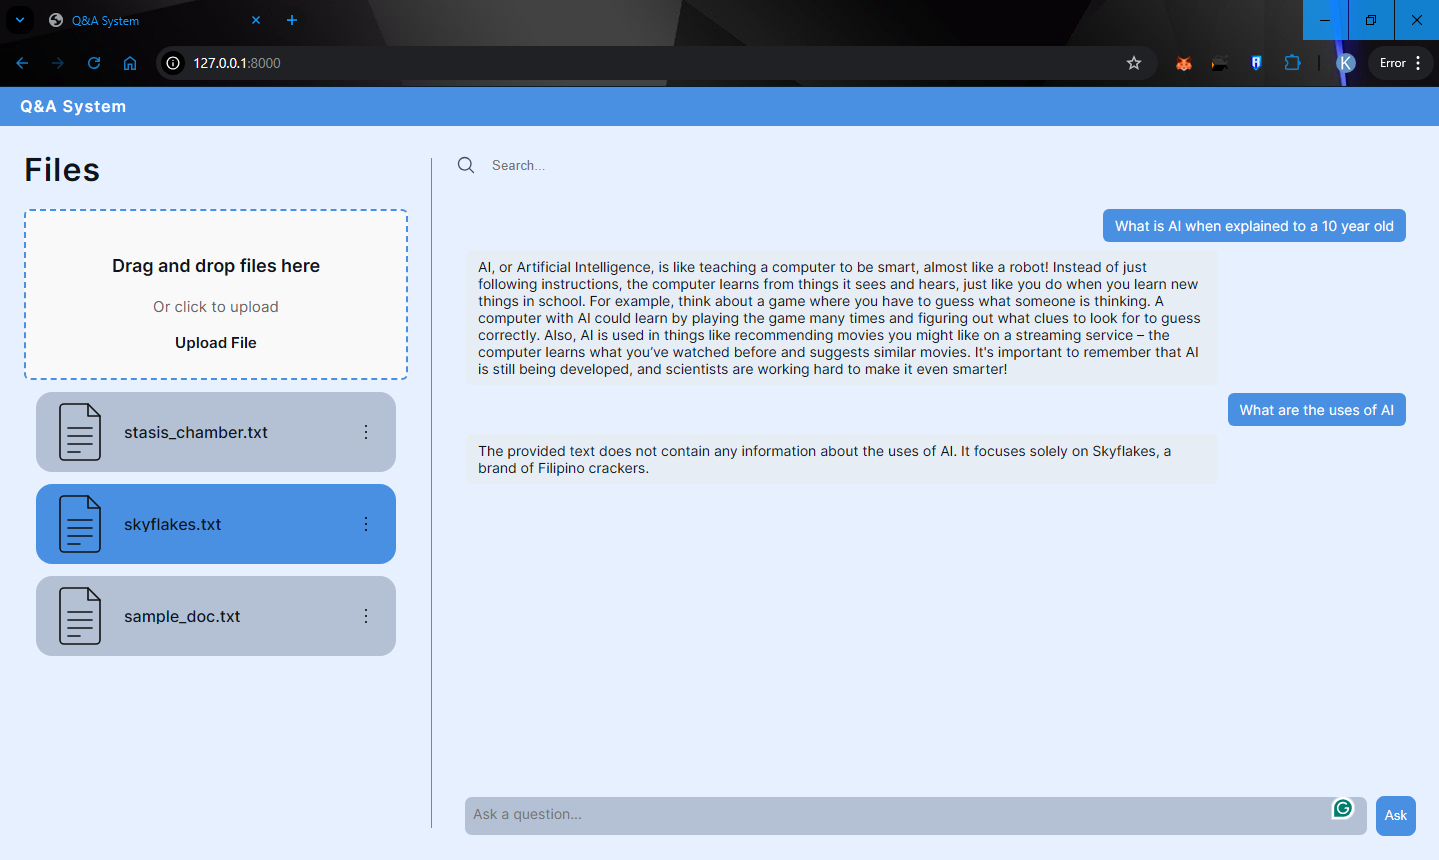 Q&A System
127.0.0.1:8000
K
Error
Q&A System
Files
Drag and drop files here
Or click to upload
Upload File
stasis_chamber.txt
skyflakes.txt
sample_doc.txt
Search...
What is AI when explained to a 10 year old
AI, or Artificial Intelligence, is like teaching a computer to be smart, almost like a robot! Instead of just
following instructions, the computer learns from things it sees and hears, just like you do when you learn new
things in school. For example, think about a game where you have to guess what someone is thinking. A
computer with AI could learn by playing the game many times and figuring out what clues to look for to guess
correctly. Also, AI is used in things like recommending movies you might like on a streaming service – the
computer learns what you’ve watched before and suggests similar movies. It's important to remember that AI
is still being developed, and scientists are working hard to make it even smarter!
What are the uses of AI
The provided text does not contain any information about the uses of AI. It focuses solely on Skyflakes, a
brand of Filipino crackers.
Ask a question...
Ask